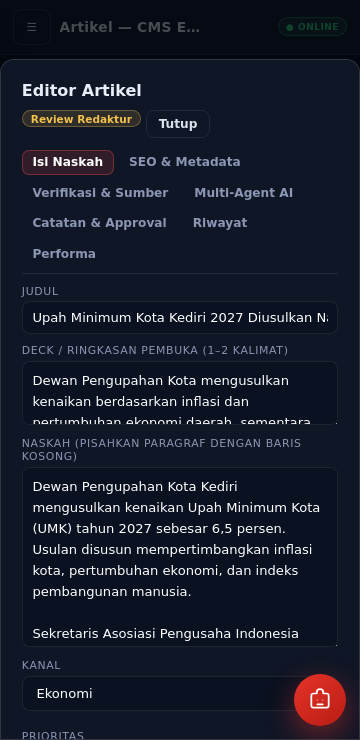 Artikel — CMS E…
ONLINE
Editor Artikel
Review Redaktur
Tutup
Isi Naskah
SEO & Metadata
Verifikasi & Sumber
Multi-Agent AI
Catatan & Approval
Riwayat
Performa
JUDUL
Upah Minimum Kota Kediri 2027 Diusulkan
DECK / RINGKASAN PEMBUKA (1–2 KALIMAT)
Dewan Pengupahan Kota mengusulkan
kenaikan berdasarkan inflasi dan
pertumbuhan ekonomi daerah, sementara
NASKAH (PISAHKAN PARAGRAF DENGAN BARIS
KOSONG)
Dewan Pengupahan Kota Kediri
mengusulkan kenaikan Upah Minimum Kota
(UMK) tahun 2027 sebesar 6,5 persen.
Usulan disusun mempertimbangkan inflasi
kota, pertumbuhan ekonomi, dan indeks
pembangunan manusia.
Sekretaris Asosiasi Pengusaha Indonesia
KANAL
Ekonomi
PRIORITAS